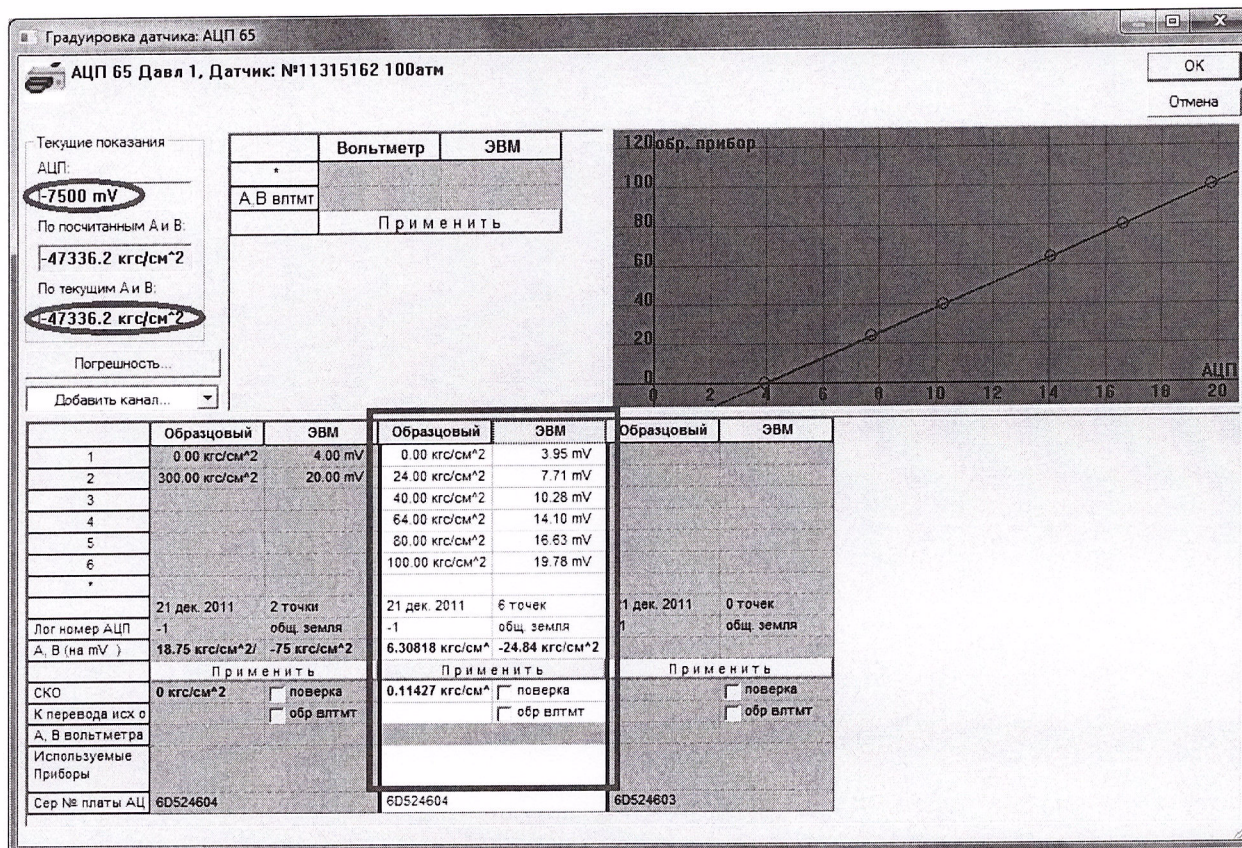 Градуировка датчика: АЦП 65
АЦП 65 Давл 1, Датчик: №11315162 100атм
OK
Отмена
Текущие показания
АЦП:
-7500 mV
По посчитанным А и В:
-47336.2 кгс/см^2
По текущим А и В:
-47336.2 кгс/см^2
Погрешность...
Добавить канал...
Вольтметр ЭВМ
*
А,В влтмт
Применить
120 обр. прибор
100
80
60
40
20
0 АЦП
0 2 4 6 8 10 12 14 16 18 20
Образцовый ЭВМ Образцовый ЭВМ Образцовый ЭВМ
1 0.00 кгс/см^2 4.00 mV 0.00 кгс/см^2 3.95 mV
2 300.00 кгс/см^2 20.00 mV 24.00 кгс/см^2 7.71 mV
3 40.00 кгс/см^2 10.28 mV
4 64.00 кгс/см^2 14.10 mV
5 80.00 кгс/см^2 16.63 mV
6 100.00 кгс/см^2 19.78 mV
*
21 дек. 2011 2 точки 21 дек. 2011 6 точек 21 дек. 2011 0 точек
Лог номер АЦП -1 общ. земля -1 общ. земля -1 общ. земля
А, В (на mV ) 18.75 кгс/см^2/ -75 кгс/см^2 6.30818 кгс/см^ -24.84 кгс/см^2
Применить Применить Применить
СКО 0 кгс/см^2 поверка 0.11427 кгс/см^ поверка поверка
К перевода исх о обр влтмт обр влтмт обр влтмт
А, В вольтметра
Используемые
Приборы
Сер № платы АЦ 6D524604 6D524604 6D524603